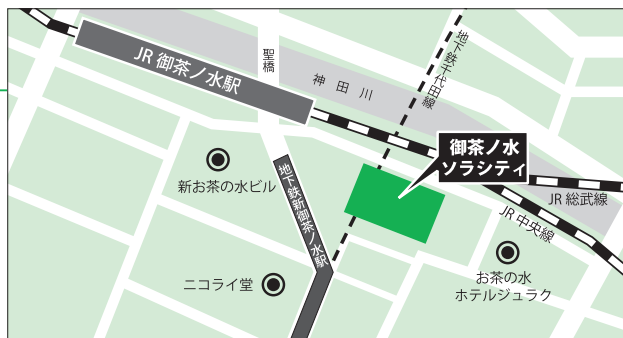 JR 御茶ノ水駅
聖橋
神田川
地下鉄千代田線
御茶ノ水
ソラシティ
新お茶の水ビル
地下鉄新御茶ノ水駅
JR 総武線
JR 中央線
ニコライ堂
お茶の水
ホテルジュラク